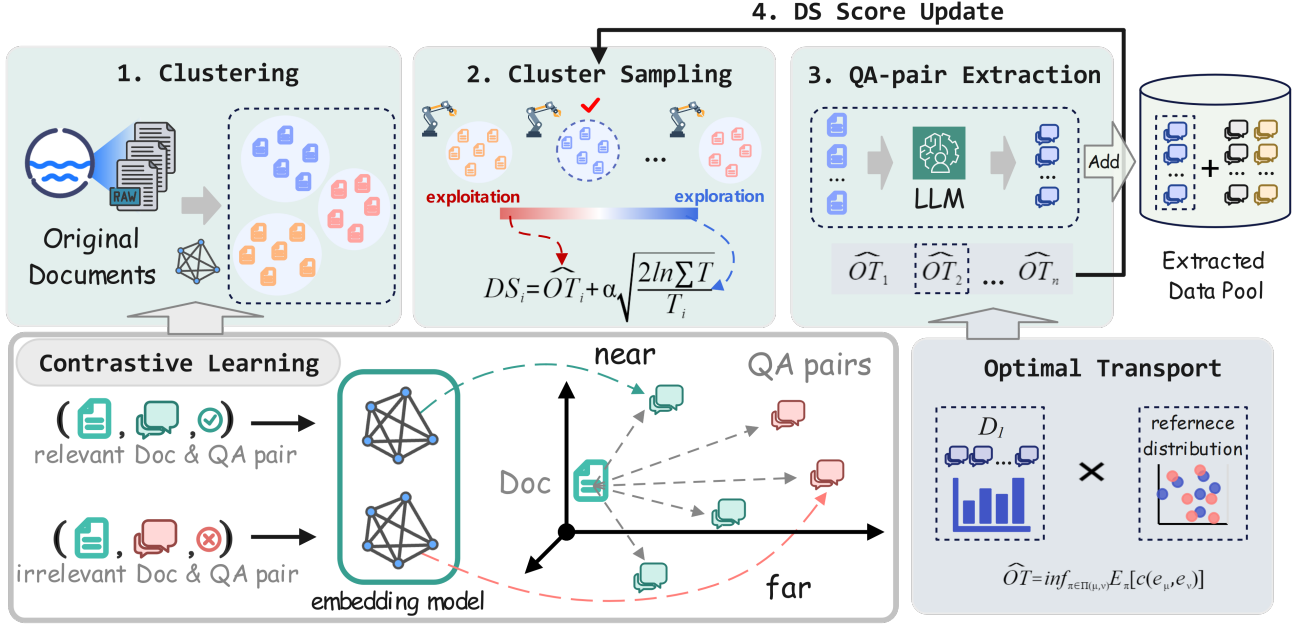 4. DS Score Update
1. Clustering
RAW
Original
Documents
2. Cluster Sampling
...
exploitation
exploration
DS_i=\widehat{OT}_i+α\sqrt{\frac{2ln∑T}{T_i}}
3. QA-pair Extraction
...
LLM
...
\widehat{OT}_1 \widehat{OT}_2 ... \widehat{OT}_n
Add
... + ... ...
Extracted
Data Pool
Contrastive Learning
( , , )
relevant Doc & QA pair
( , , )
irrelevant Doc & QA pair
embedding model
near
QA pairs
Doc
far
Optimal Transport
D_1
...
×
refernece
distribution
\widehat{OT}=inf_{π∈Π(μ,ν)}E_π[c(e_μ,e_ν)]